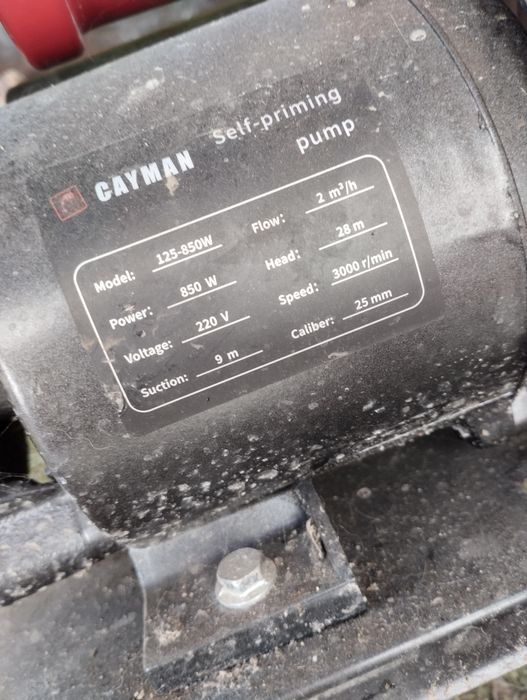 CAYMAN Self-priming pump
Model: 125-850W Flow: 2 m³/h
Power: 850 W Head: 28 m
Voltage: 220 V Speed: 3000 r/min
Suction: 9 m Caliber: 25 mm